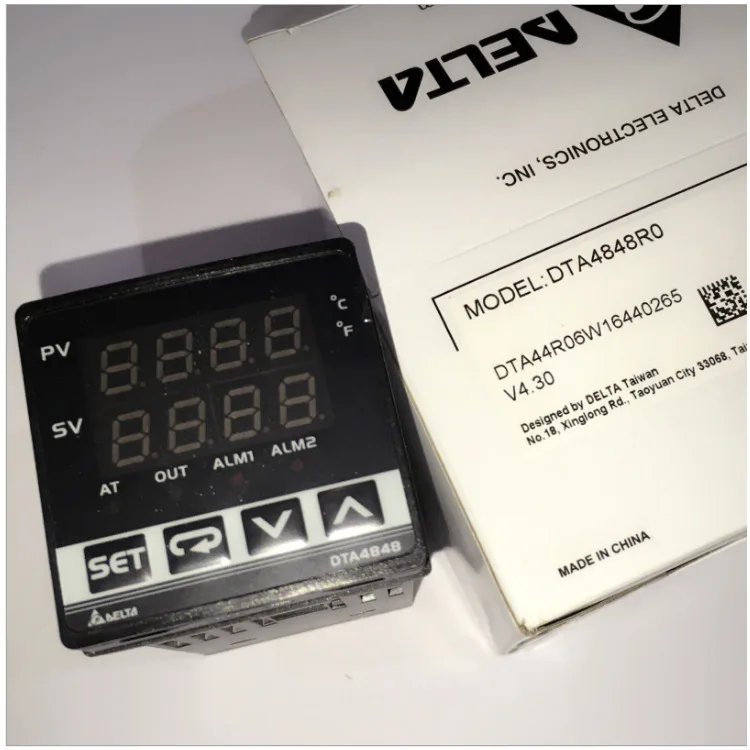 DELTA
DELTA ELECTRONICS, INC.
MODEL:DTA4848R0
DTA44R06W16440265
V4.30
Designed by DELTA Taiwan
No.18, Xinglong Rd., Taoyuan City 33068,
MADE IN CHINA
°C
°F
PV
SV
AT OUT ALM1 ALM2
SET
DTA4848
DELTA